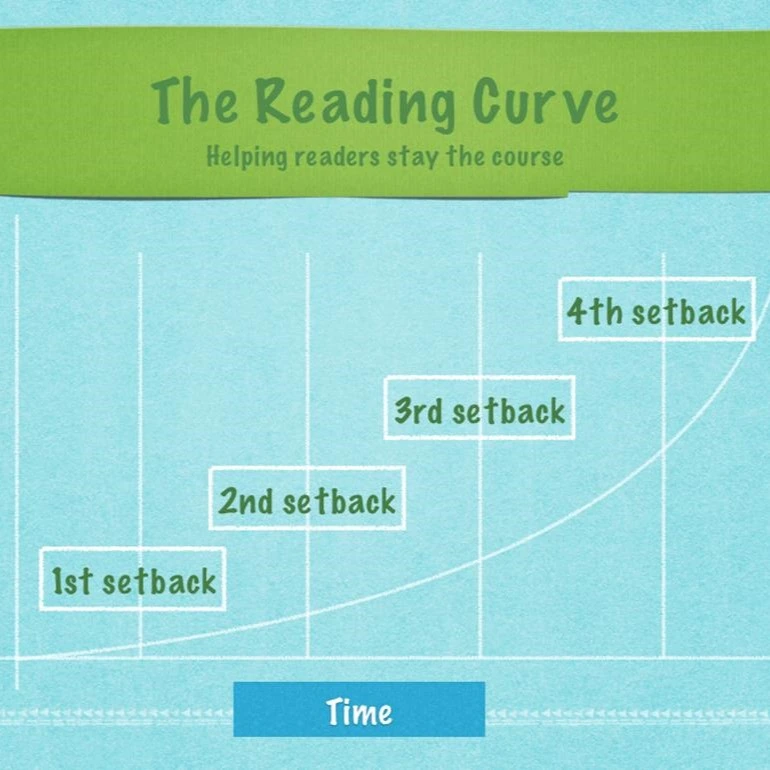 The Reading Curve
Helping readers stay the course
4th setback
3rd setback
2nd setback
1st setback
Time